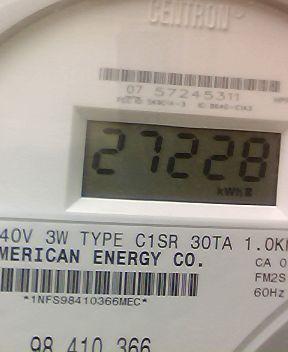 CENTRON
07 57245311
27228
kWh
40V 3W TYPE C1SR 30TA 1.0K
MERICAN ENERGY CO.
CA 0
FM2S
*1NFS98410366MEC*
60Hz
98 410 366